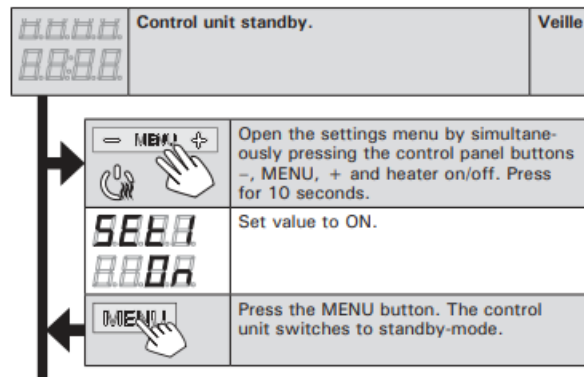 Control unit standby.
Veille
− MENU +
Open the settings menu by simultane-
ously pressing the control panel buttons
–, MENU, + and heater on/off. Press
for 10 seconds.
SEt1
On
Set value to ON.
MENU
Press the MENU button. The control
unit switches to standby-mode.